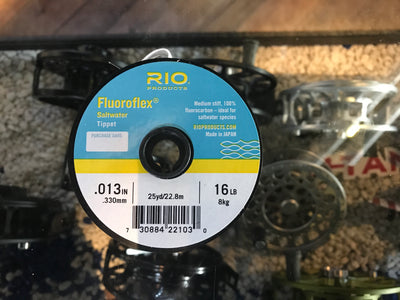 RIO
PRODUCTS
Fluoroflex®
Saltwater
Tippet
PURCHASE DATE:
Medium stiff, 100%
fluorocarbon – ideal for
saltwater species
RIOPRODUCTS.COM
Made in JAPAN
.013IN
.330mm
25yd/22.8m
16LB
8kg
7 30884 22103 0